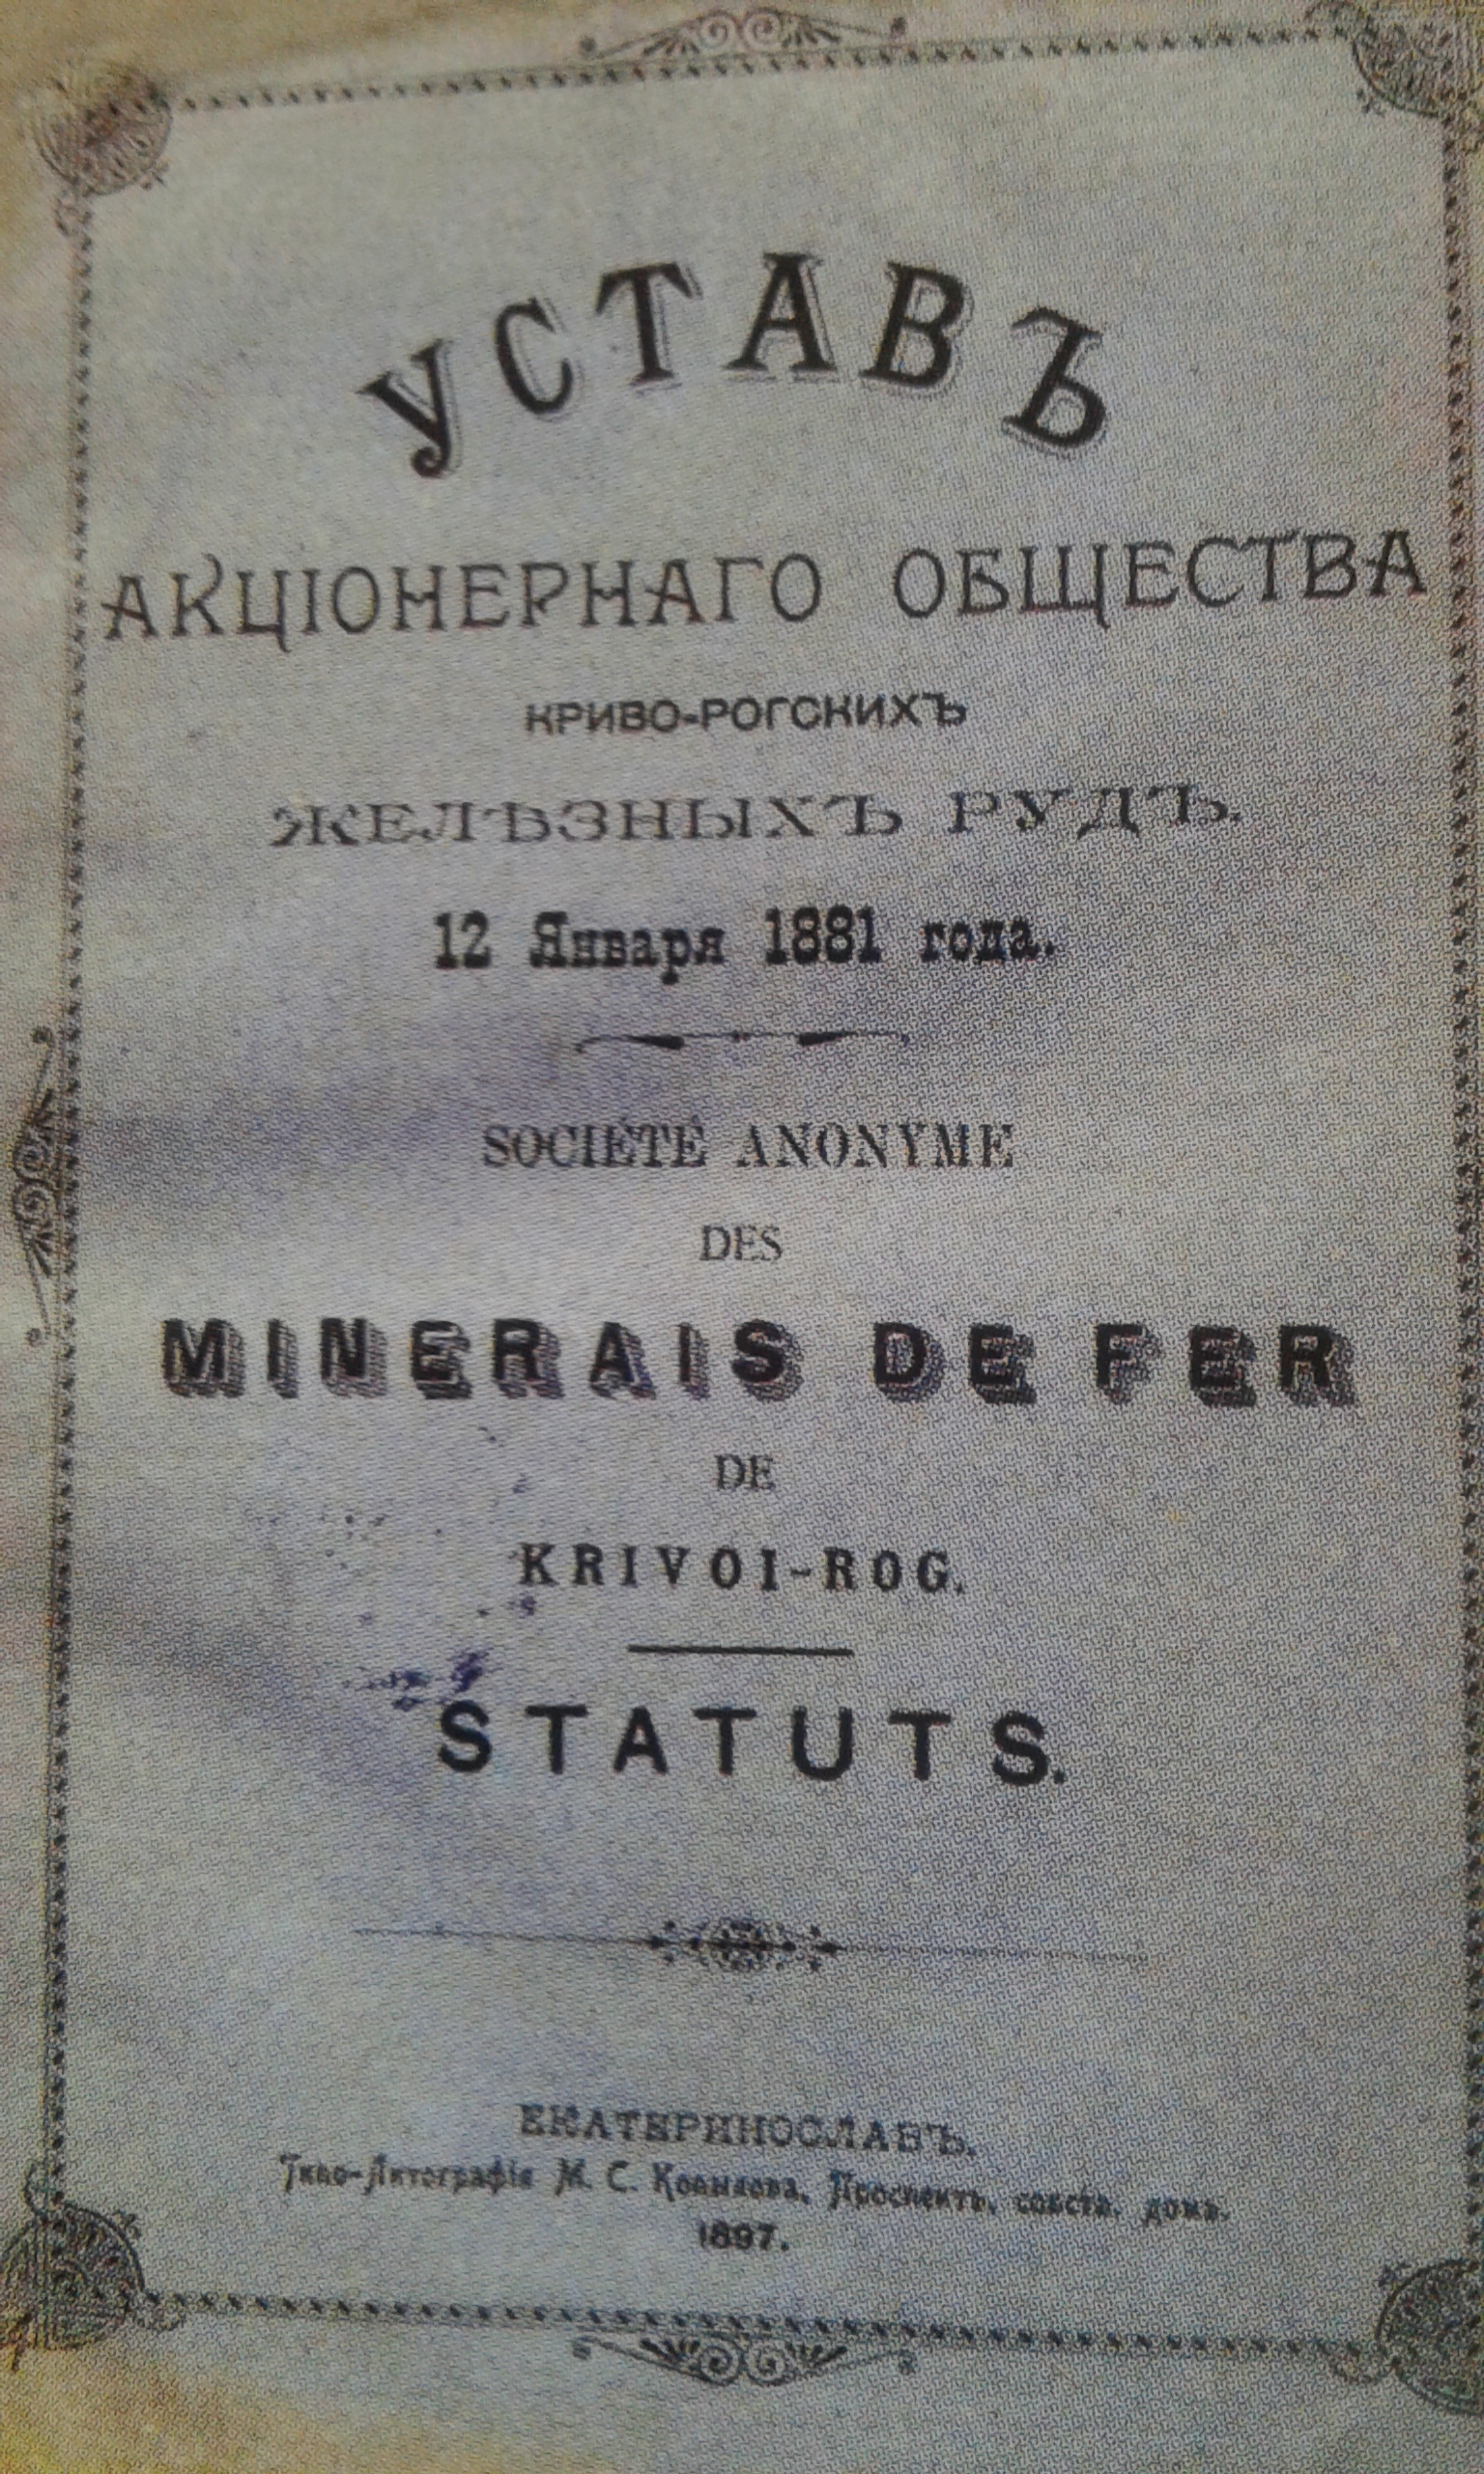 УСТАВЪ
АКЦІОНЕРНАГО ОБЩЕСТВА
КРИВО-РОГСКИХЪ
ЖЕЛѢЗНЫХЪ РУДЪ.
12 Января 1881 года.
SOCIÉTÉ ANONYME
DES
MINERAIS DE FER
DE
KRIVOI-ROG.
STATUTS.
ЕКАТЕРИНОСЛАВЪ.
Типо-Литографія М. С. Проспектъ, собств. домъ.
1897.